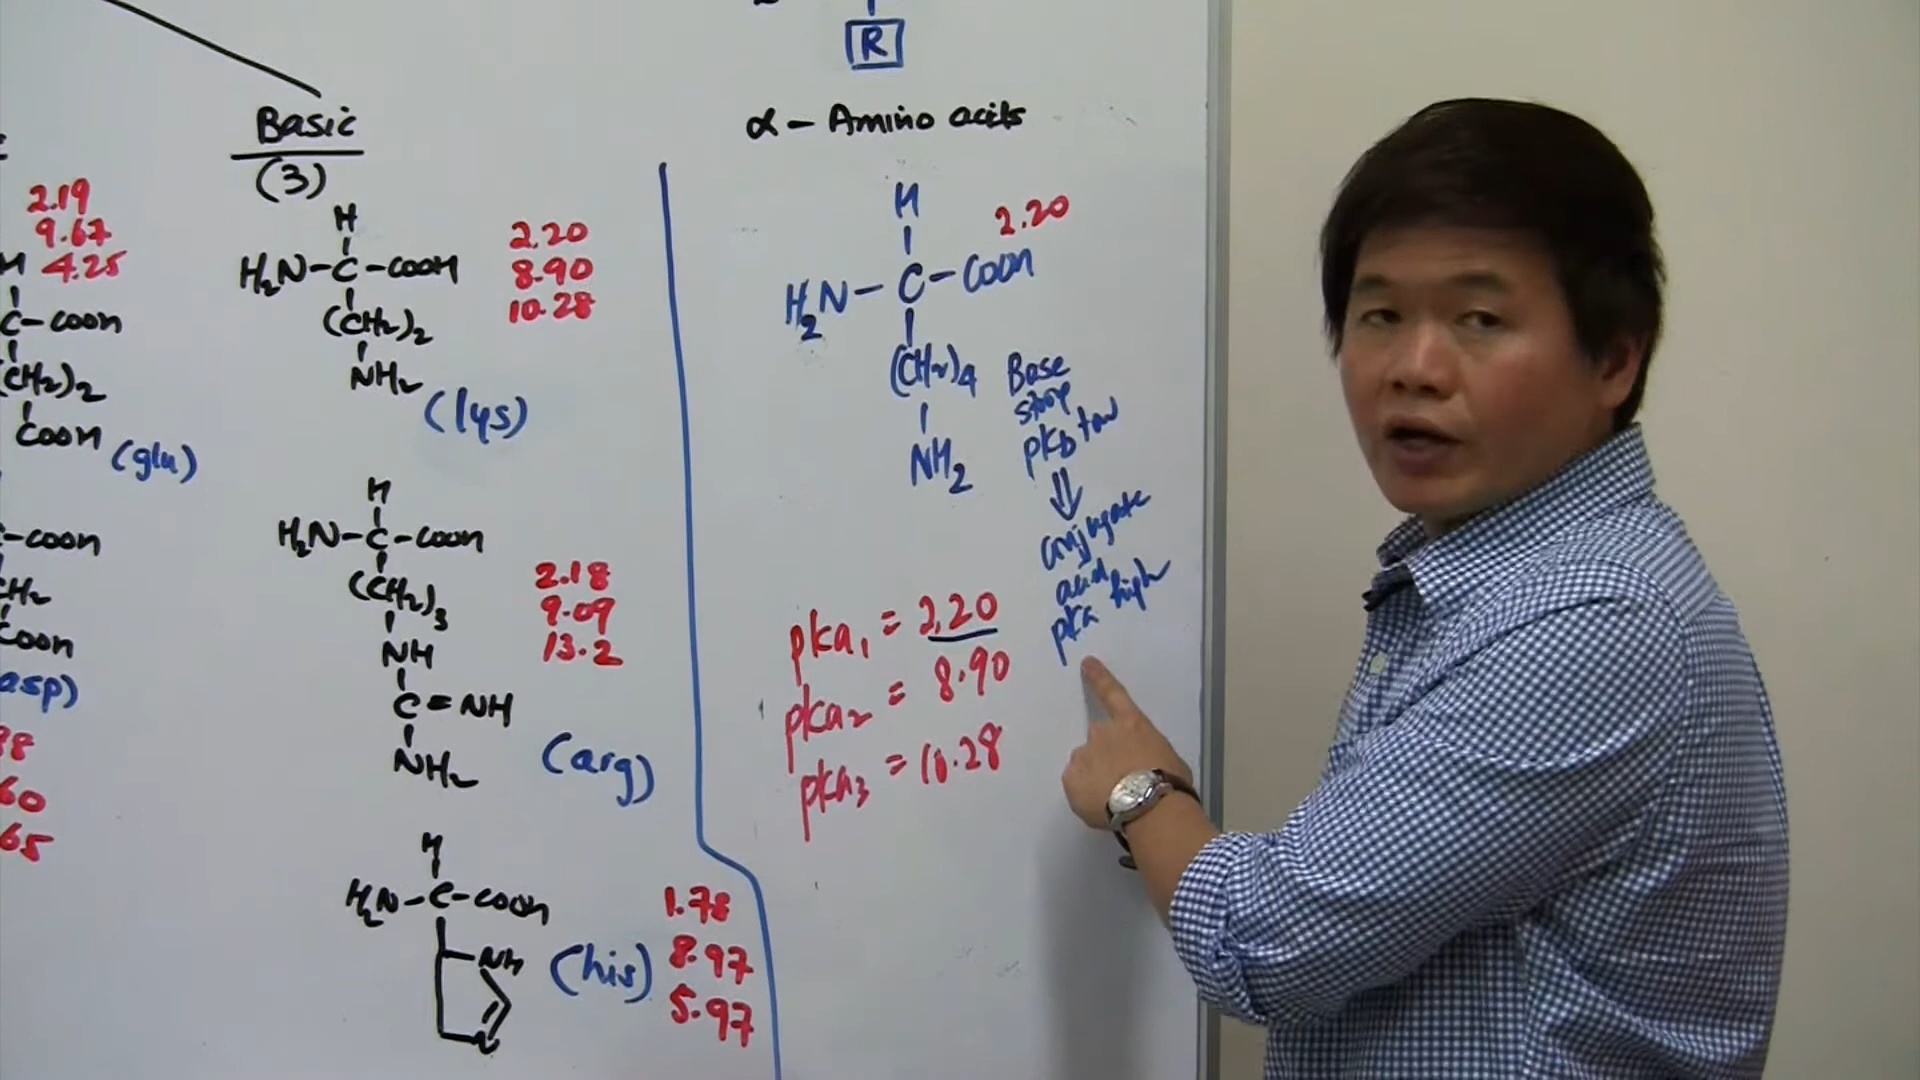 R
α - Amino acids
Basic
(3)
2.19
9.67
4.25
H
C-COOH
(CH2)2
COOH (glu)
H
H2N-C-COOH
(CH2)2
NH2
(lys)
2.20
8.90
10.28
-COOH
COOH
asp)
60
65
H
H2N-C-COOH
(CH2)3
NH
C=NH
NH2
(arg)
2.18
9.09
13.2
H
H2N-C-COOH
NH
N
(his)
1.78
8.97
5.97
H
2.20
H2N-C-COOH
(CH2)4
NH2
Base
pKb low
⇓
conjugate
acid
pKa high
pKa1 = 2.20
pKa2 = 8.90
pKa3 = 10.28